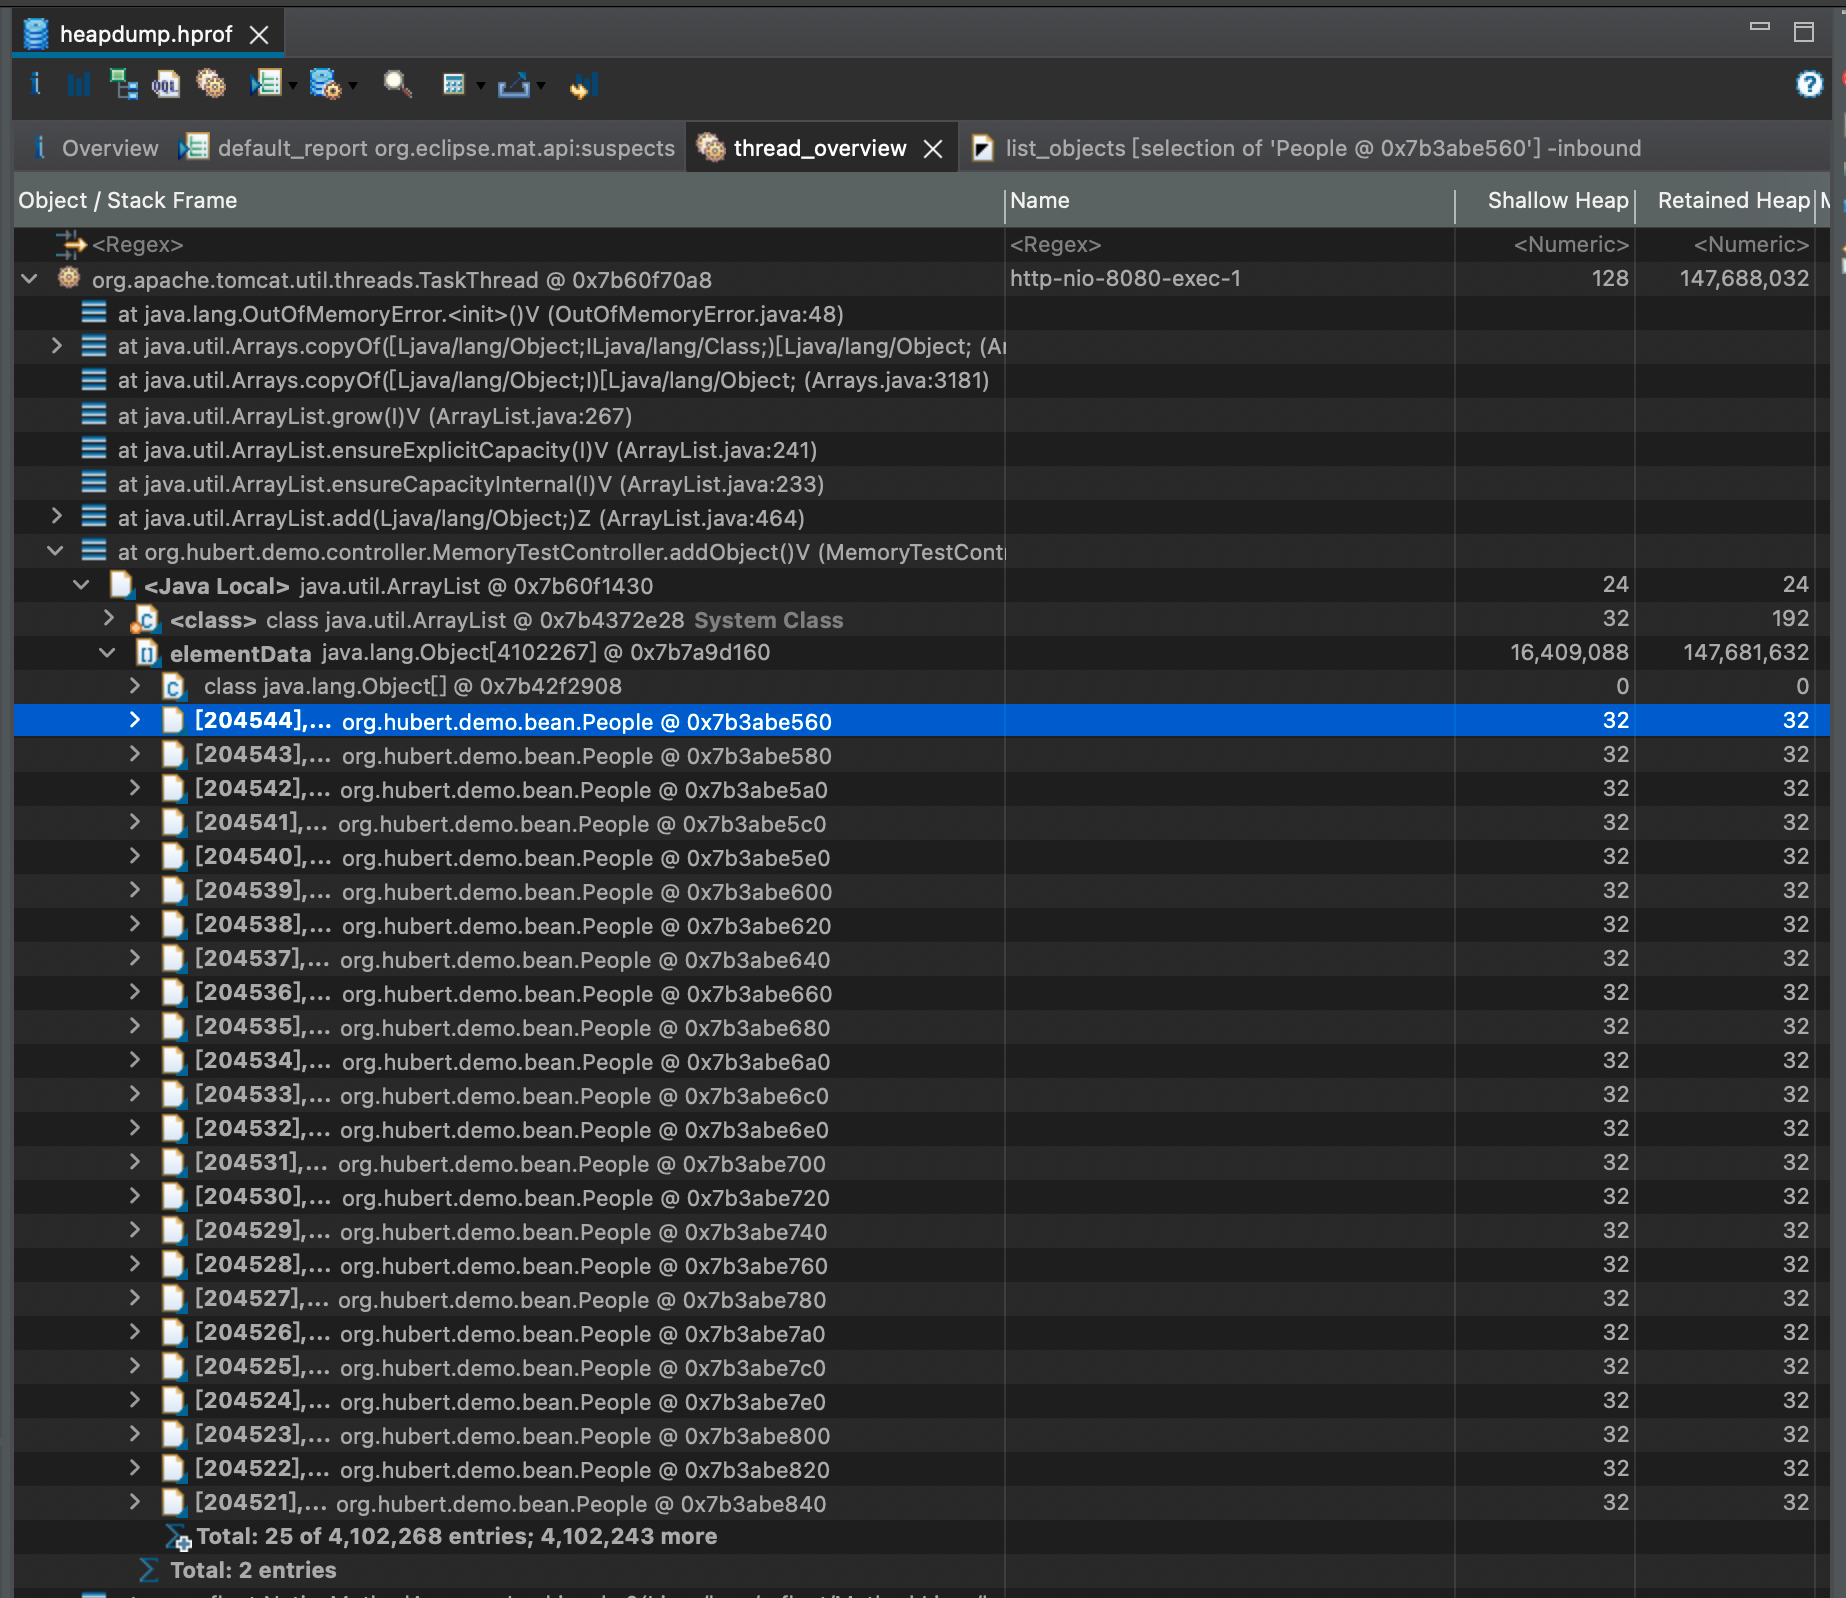 heapdump.hprof
Overview default_report org.eclipse.mat.api:suspects thread_overview list_objects [selection of 'People @ 0x7b3abe560'] -inbound
Object / Stack Frame Name Shallow Heap Retained Heap
<Regex> <Regex> <Numeric> <Numeric>
org.apache.tomcat.util.threads.TaskThread @ 0x7b60f70a8 http-nio-8080-exec-1 128 147,688,032
at java.lang.OutOfMemoryError.<init>()V (OutOfMemoryError.java:48)
at java.util.Arrays.copyOf([Ljava/lang/Object;ILjava/lang/Class;)[Ljava/lang/Object;
at java.util.Arrays.copyOf([Ljava/lang/Object;I)[Ljava/lang/Object; (Arrays.java:3181)
at java.util.ArrayList.grow(I)V (ArrayList.java:267)
at java.util.ArrayList.ensureExplicitCapacity(I)V (ArrayList.java:241)
at java.util.ArrayList.ensureCapacityInternal(I)V (ArrayList.java:233)
at java.util.ArrayList.add(Ljava/lang/Object;)Z (ArrayList.java:464)
at org.hubert.demo.controller.MemoryTestController.addObject()V (MemoryTestCont
<Java Local> java.util.ArrayList @ 0x7b60f1430 24 24
<class> class java.util.ArrayList @ 0x7b4372e28 System Class 32 192
elementData java.lang.Object[4102267] @ 0x7b7a9d160 16,409,088 147,681,632
class java.lang.Object[] @ 0x7b42f2908 0 0
[204544],... org.hubert.demo.bean.People @ 0x7b3abe560 32 32
[204543],... org.hubert.demo.bean.People @ 0x7b3abe580 32 32
[204542],... org.hubert.demo.bean.People @ 0x7b3abe5a0 32 32
[204541],... org.hubert.demo.bean.People @ 0x7b3abe5c0 32 32
[204540],... org.hubert.demo.bean.People @ 0x7b3abe5e0 32 32
[204539],... org.hubert.demo.bean.People @ 0x7b3abe600 32 32
[204538],... org.hubert.demo.bean.People @ 0x7b3abe620 32 32
[204537],... org.hubert.demo.bean.People @ 0x7b3abe640 32 32
[204536],... org.hubert.demo.bean.People @ 0x7b3abe660 32 32
[204535],... org.hubert.demo.bean.People @ 0x7b3abe680 32 32
[204534],... org.hubert.demo.bean.People @ 0x7b3abe6a0 32 32
[204533],... org.hubert.demo.bean.People @ 0x7b3abe6c0 32 32
[204532],... org.hubert.demo.bean.People @ 0x7b3abe6e0 32 32
[204531],... org.hubert.demo.bean.People @ 0x7b3abe700 32 32
[204530],... org.hubert.demo.bean.People @ 0x7b3abe720 32 32
[204529],... org.hubert.demo.bean.People @ 0x7b3abe740 32 32
[204528],... org.hubert.demo.bean.People @ 0x7b3abe760 32 32
[204527],... org.hubert.demo.bean.People @ 0x7b3abe780 32 32
[204526],... org.hubert.demo.bean.People @ 0x7b3abe7a0 32 32
[204525],... org.hubert.demo.bean.People @ 0x7b3abe7c0 32 32
[204524],... org.hubert.demo.bean.People @ 0x7b3abe7e0 32 32
[204523],... org.hubert.demo.bean.People @ 0x7b3abe800 32 32
[204522],... org.hubert.demo.bean.People @ 0x7b3abe820 32 32
[204521],... org.hubert.demo.bean.People @ 0x7b3abe840 32 32
Total: 25 of 4,102,268 entries; 4,102,243 more
Total: 2 entries